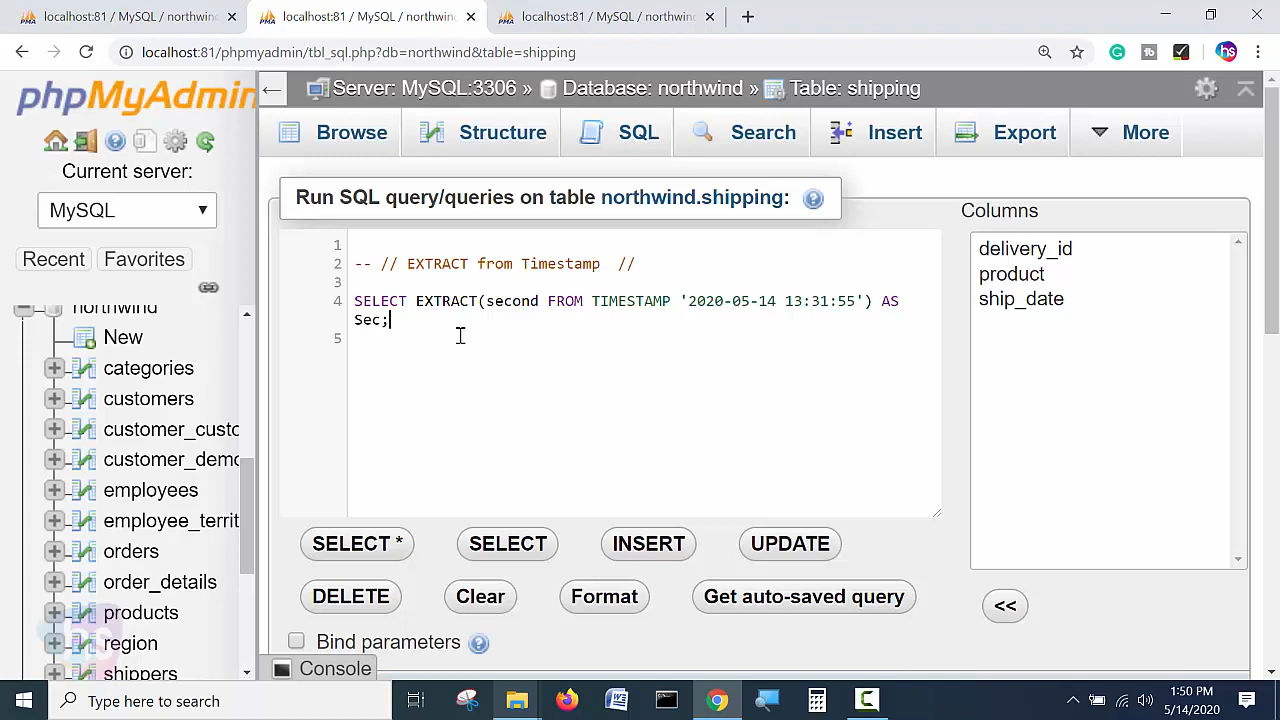 localhost:81 / MySQL / northwind
localhost:81 / MySQL / northwind
localhost:81 / MySQL / northwind
localhost:81/phpmyadmin/tbl_sql.php?db=northwind&table=shipping
phpMyAdmin
Current server:
MySQL
Recent
Favorites
northwind
New
categories
customers
customer_custo
customer_demo
employees
employee_territ
orders
order_details
products
region
shippers
Server: MySQL:3306 » Database: northwind » Table: shipping
Browse
Structure
SQL
Search
Insert
Export
More
Run SQL query/queries on table northwind.shipping:
1
2 -- // EXTRACT from Timestamp //
3
4 SELECT EXTRACT(second FROM TIMESTAMP '2020-05-14 13:31:55') AS
Sec;
5
Columns
delivery_id
product
ship_date
SELECT *
SELECT
INSERT
UPDATE
DELETE
Clear
Format
Get auto-saved query
<<
Bind parameters
Console
Type here to search
1:50 PM
5/14/2020